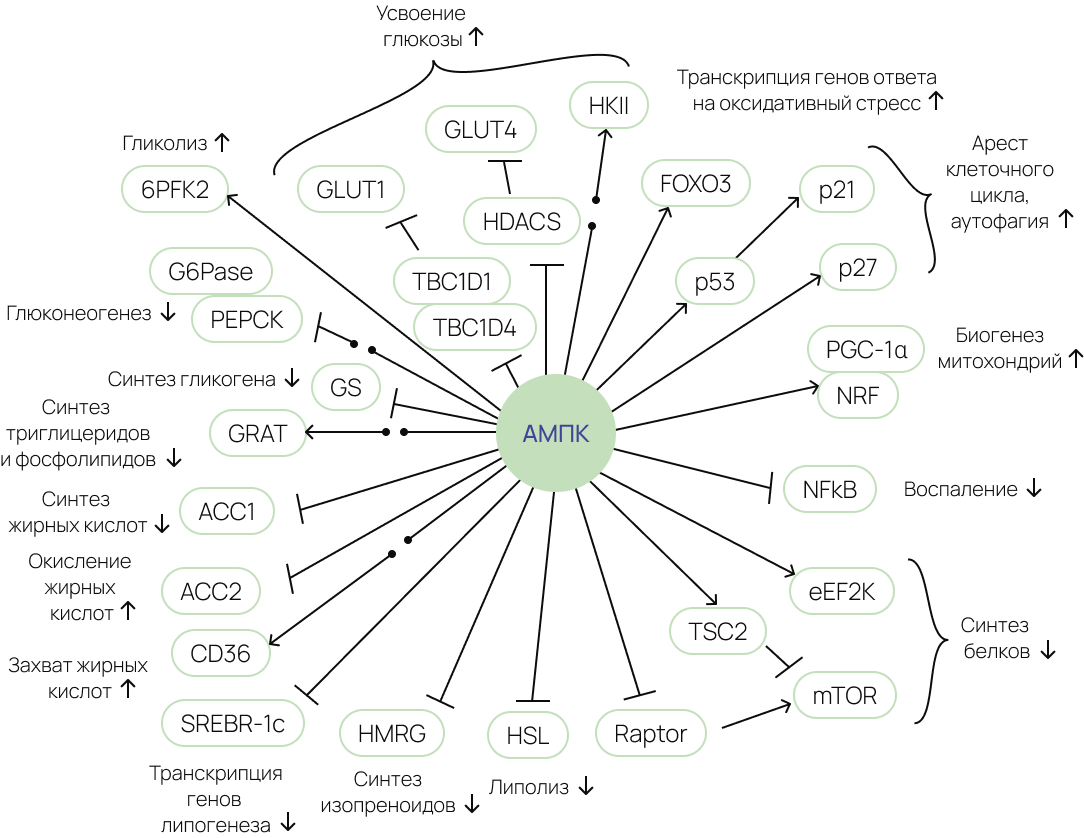 Усвоение
глюкозы ↑
HKII
Транскрипция генов ответа
на оксидативный стресс ↑
GLUT4
Гликолиз ↑
6PFK2
GLUT1
HDACS
FOXO3
p21
Арест
клеточного
цикла,
аутофагия ↑
G6Pase
PEPCK
Глюконеогенез ↓
TBC1D1
TBC1D4
p53
p27
PGC-1α
NRF
Биогенез
митохондрий ↑
Синтез гликогена ↓
GS
Синтез
триглицеридов
и фосфолипидов ↓
GRAT
АМПК
Синтез
жирных кислот ↓
ACC1
NFkB
Воспаление ↓
Окисление
жирных
кислот ↑
ACC2
eEF2K
Захват жирных
кислот ↑
CD36
TSC2
Синтез
белков ↓
mTOR
SREBR-1c
HMRG
HSL
Raptor
Транскрипция
генов
липогенеза ↓
Синтез
изопреноидов ↓
Липолиз ↓